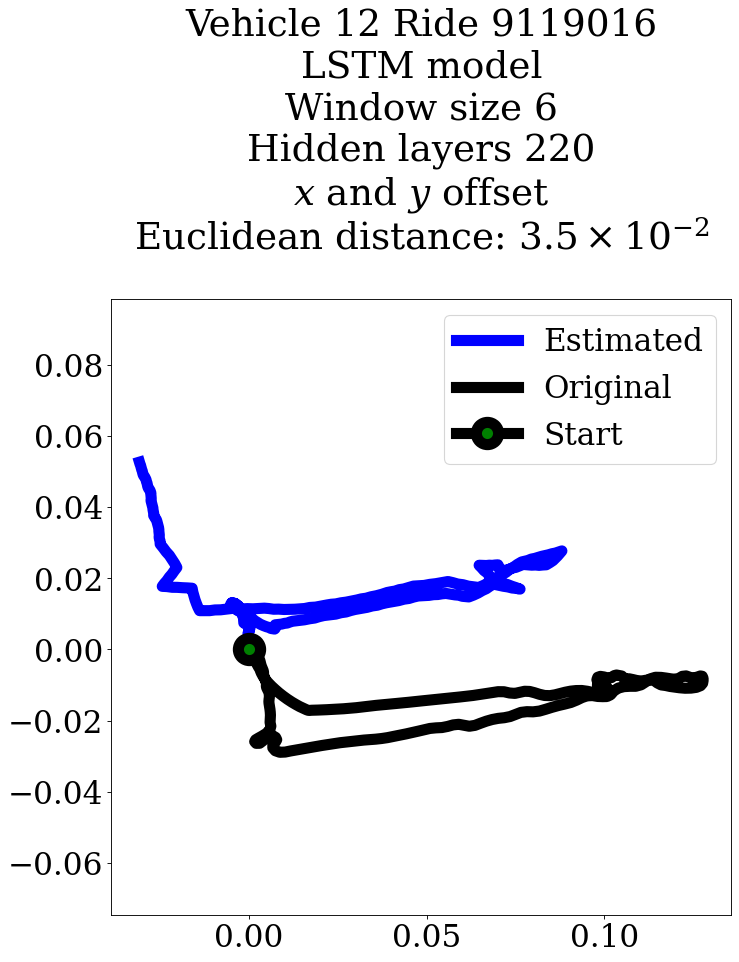 Vehicle 12 Ride 9119016
LSTM model
Window size 6
Hidden layers 220
x and y offset
Euclidean distance: 3.5 × 10⁻²
Estimated
Original
Start
0.08
0.06
0.04
0.02
0.00
−0.02
−0.04
−0.06
0.00 0.05 0.10